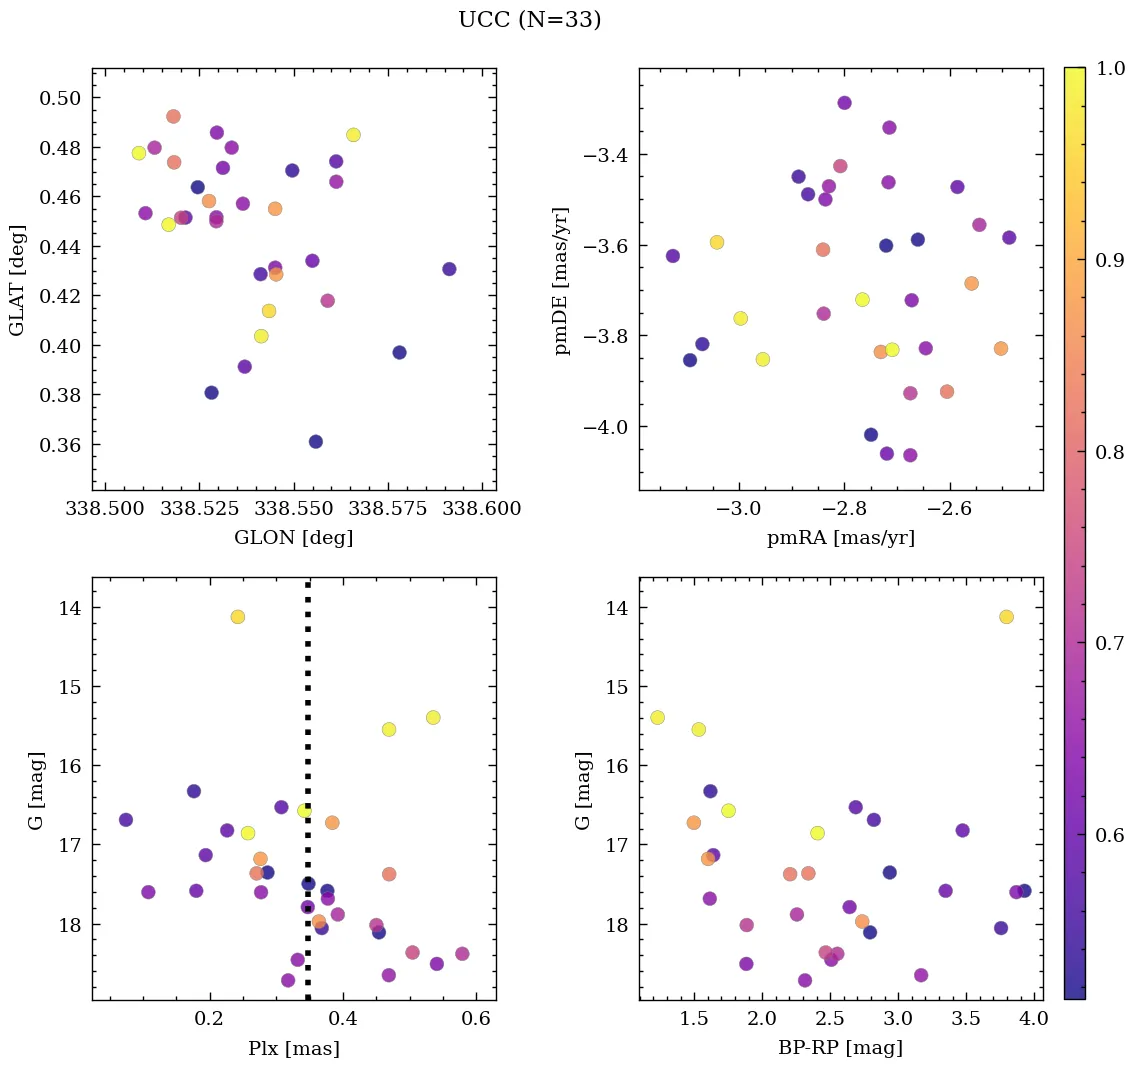 UCC (N=33)
0.50
0.48
0.46
0.44
0.42
0.40
0.38
0.36
GLAT [deg]
338.500 338.525 338.550 338.575 338.600
GLON [deg]
−3.4
−3.6
−3.8
−4.0
pmDE [mas/yr]
−3.0 −2.8 −2.6
pmRA [mas/yr]
14
15
16
17
18
G [mag]
0.2 0.4 0.6
Plx [mas]
14
15
16
17
18
G [mag]
1.5 2.0 2.5 3.0 3.5 4.0
BP-RP [mag]
1.0
0.9
0.8
0.7
0.6